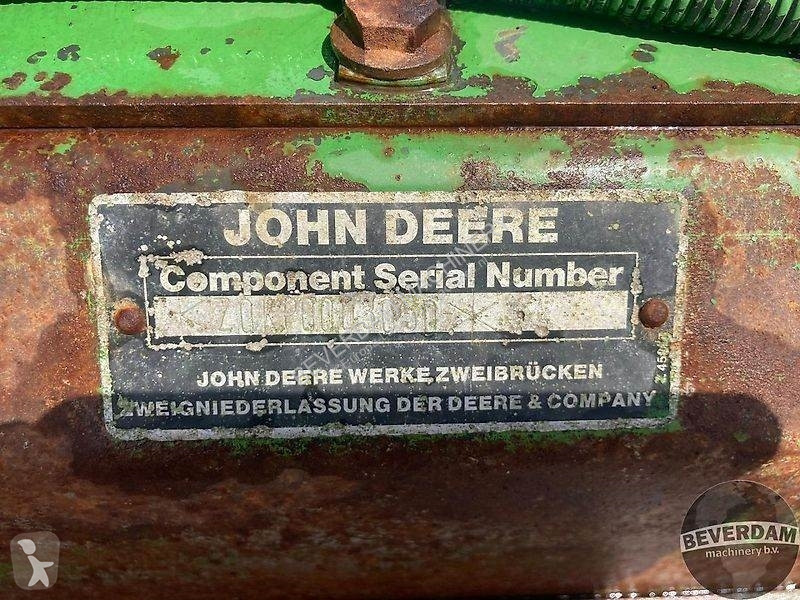 JOHN DEERE
Component Serial Number
JOHN DEERE WERKE, ZWEIBRÜCKEN
ZWEIGNIEDERLASSUNG DER DEERE & COMPANY
BEVERDAM
machinery b.v.